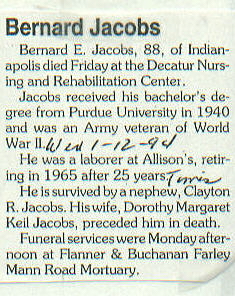 Bernard Jacobs
Bernard E. Jacobs, 88, of Indian-
apolis died Friday at the Decatur Nurs-
ing and Rehabilitation Center.
Jacobs received his bachelor's de-
gree from Purdue University in 1940
and was an Army veteran of World
War II. Wed 1-12-94
He was a laborer at Allison's, retir-
ing in 1965 after 25 years.
He is survived by a nephew, Clayton
R. Jacobs. His wife, Dorothy Margaret
Keil Jacobs, preceded him in death.
Funeral services were Monday after-
noon at Flanner & Buchanan Farley
Mann Road Mortuary.